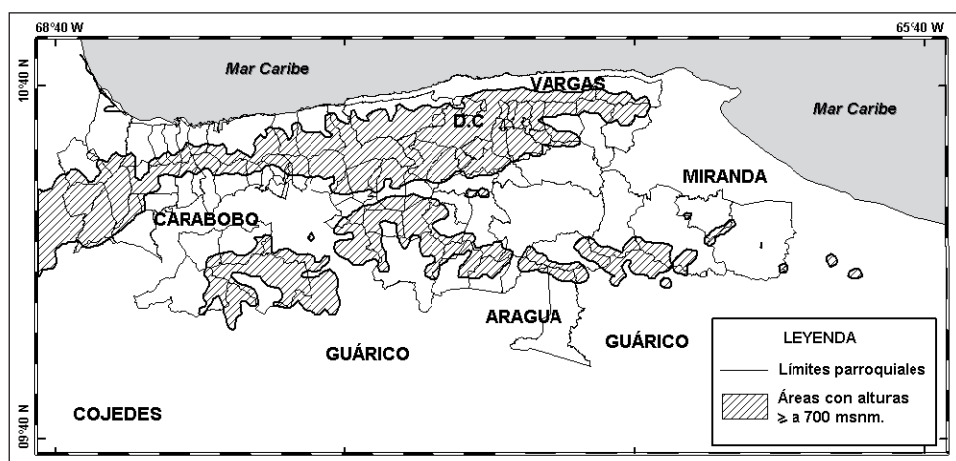 68°40 W
65°40 W
10°40 N
Mar Caribe
VARGAS
D.C
Mar Caribe
MIRANDA
CARABOBO
ARAGUA
GUÁRICO
GUÁRICO
COJEDES
09°40 N
LEYENDA
Límites parroquiales
Áreas con alturas
≥ a 700 msnm.